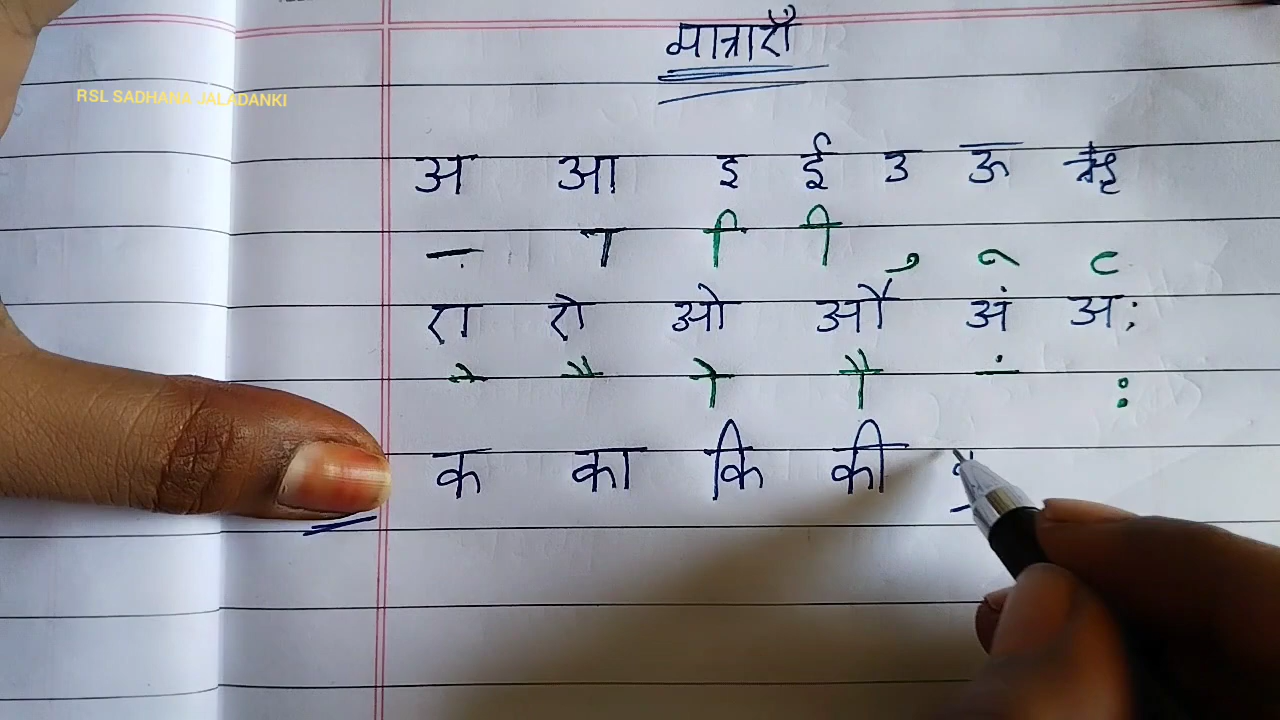 मात्राएँ
RSL SADHANA JALADANKI
अ आ इ ई उ ऊ ऋ
– ा ि ी ु ू ृ
ए ऐ ओ औ अं अः
े ै ो ौ ं ः
क का कि की